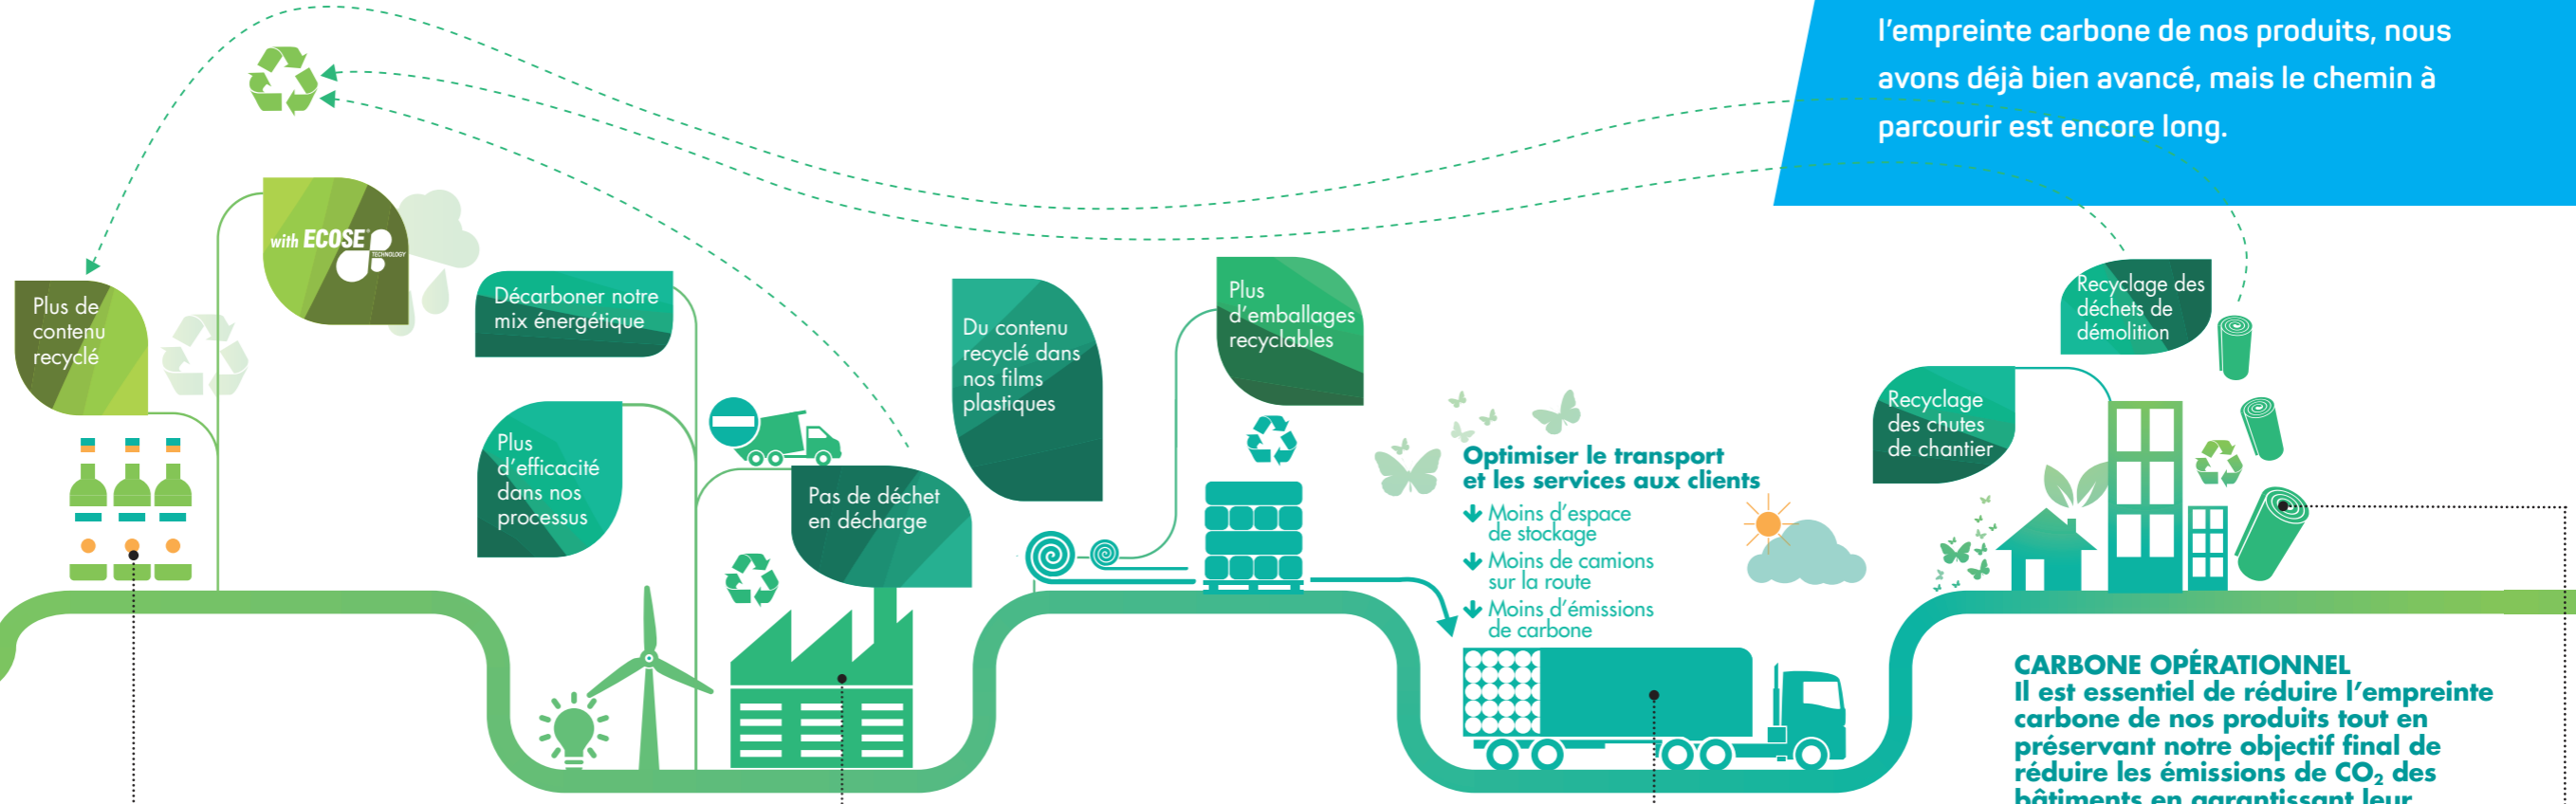 l'empreinte carbone de nos produits, nous
avons déjà bien avancé, mais le chemin à
parcourir est encore long.
with ECOSE®
TECHNOLOGY
Plus de
contenu
recyclé
Décarboner notre
mix énergétique
Plus
d'efficacité
dans nos
processus
Pas de déchet
en décharge
Du contenu
recyclé dans
nos films
plastiques
Plus
d'emballages
recyclables
Optimiser le transport
et les services aux clients
Moins d'espace
de stockage
Moins de camions
sur la route
Moins d'émissions
de carbone
Recyclage des
déchets de
démolition
Recyclage
des chutes
de chantier
CARBONE OPÉRATIONNEL
Il est essentiel de réduire l'empreinte
carbone de nos produits tout en
préservant notre objectif final de
réduire les émissions de CO₂ des
bâtiments en garantissant leur